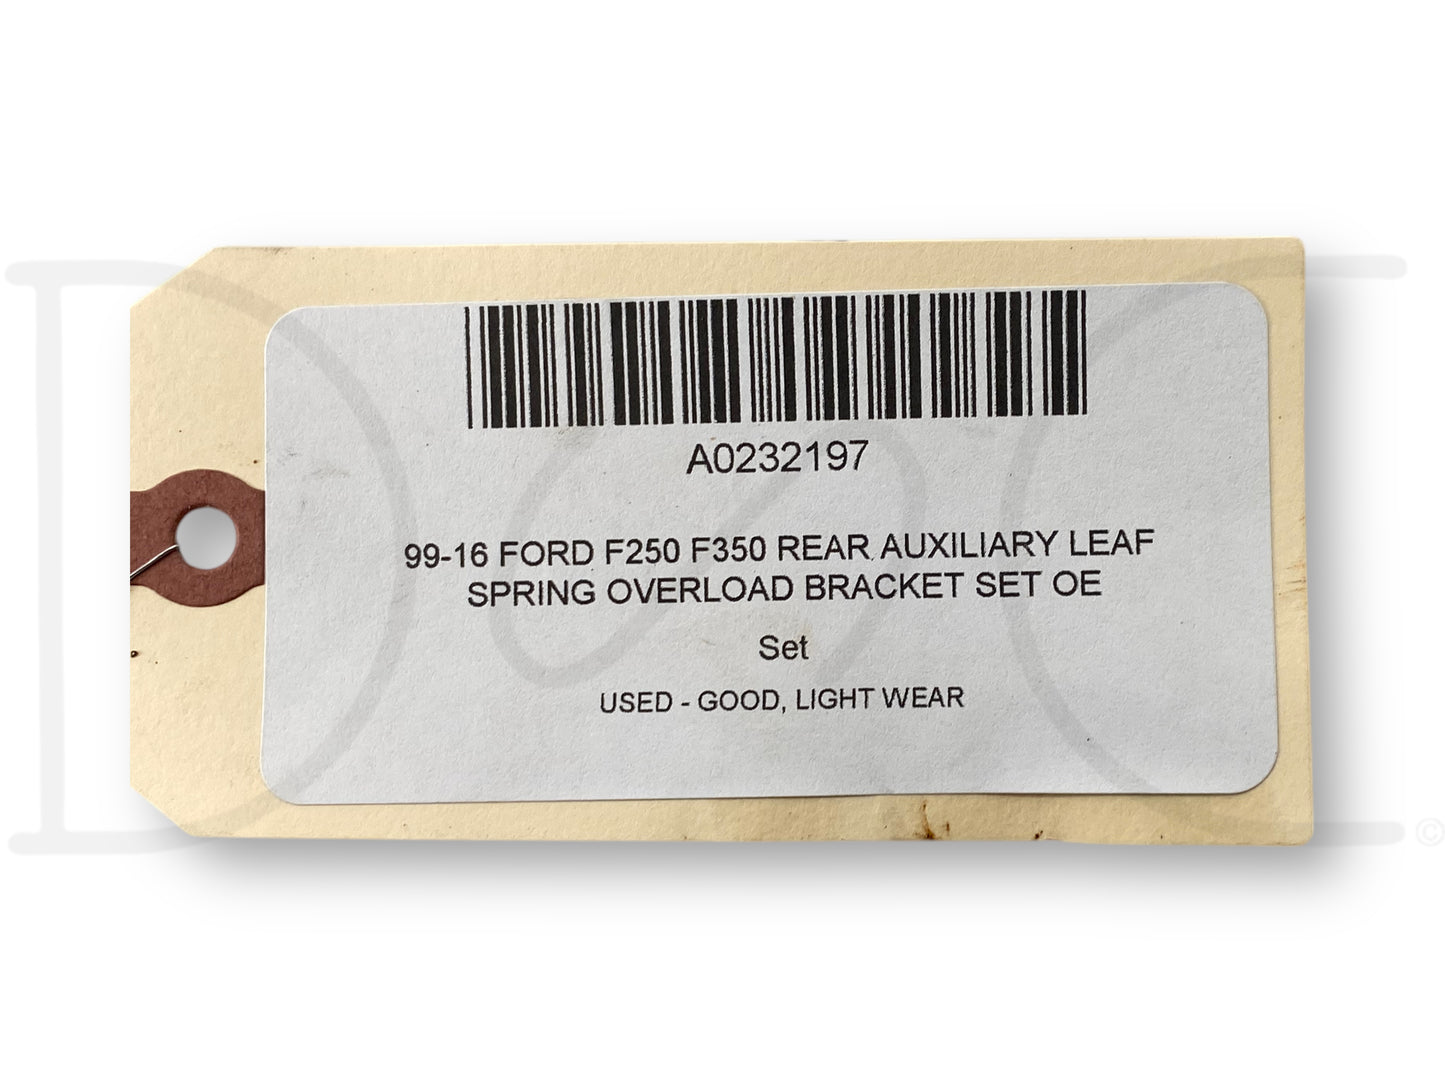 A0232197
99-16 FORD F250 F350 REAR AUXILIARY LEAF
SPRING OVERLOAD BRACKET SET OE
Set
USED - GOOD, LIGHT WEAR
©